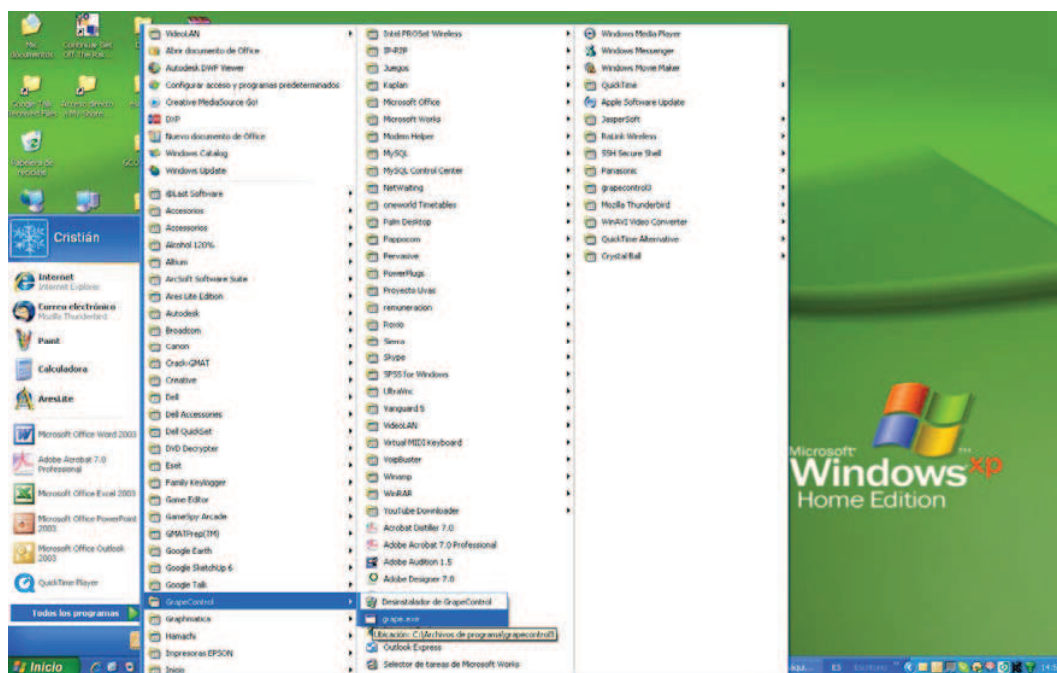 Mis documentos
VideoLAN
Abrir documento de Office
Autodesk DWF Viewer
Configurar acceso y programas predeterminados
Creative MediaSource Go!
DXP
Nuevo documento de Office
Windows Catalog
Windows Update
@Last Software
Accesorios
Accessories
Alcohol 120%
Altium
ArcSoft Software Suite
Ares Lite Edition
Autodesk
Broadcom
Canon
Crack-GMAT
Creative
Dell
Dell Accessories
Dell QuickSet
DVD Decrypter
Eset
Family Keylogger
Game Editor
GameSpy Arcade
GMATPrep(TM)
Google Earth
Google SketchUp 6
Google Talk
GrapeControl
Graphmatica
Hamachi
Impresoras EPSON
Inicio
Intel PROSet Wireless
IP-RIP
Juegos
Kaplan
Microsoft Office
Microsoft Works
Modem Helper
MySQL
MySQL Control Center
NetWaiting
oneworld Timetables
Palm Desktop
Pappocom
Pervasive
PowerPlugs
Proyecto Uvas
remuneracion
Roxio
Sierra
Skype
SPSS for Windows
UltraVnc
Vanguard 5
VideoLAN
Virtual MIDI Keyboard
VoipBuster
Winamp
WinRAR
YouTube Downloader
Acrobat Distiller 7.0
Adobe Acrobat 7.0 Professional
Adobe Audition 1.5
Adobe Designer 7.0
Desinstalador de GrapeControl
grape.exe
Ubicación: C:\Archivos de programa\grapecontrol3
Outlook Express
Selector de tareas de Microsoft Works
Windows Media Player
Windows Messenger
Windows Movie Maker
QuickTime
Apple Software Update
JasperSoft
RaLink Wireless
SSH Secure Shell
Panasonic
grapecontrol3
Mozilla Thunderbird
WinAVI Video Converter
QuickTime Alternative
Crystal Ball
Cristián
Internet
Internet Explorer
Correo electrónico
Mozilla Thunderbird
Paint
Calculadora
AresLite
Microsoft Office Word 2003
Adobe Acrobat 7.0
Professional
Microsoft Office Excel 2003
Microsoft Office PowerPoint
2003
Microsoft Office Outlook
2003
QuickTime Player
Todos los programas
Inicio
Microsoft
Windows xp
Home Edition
ES
Escritorio